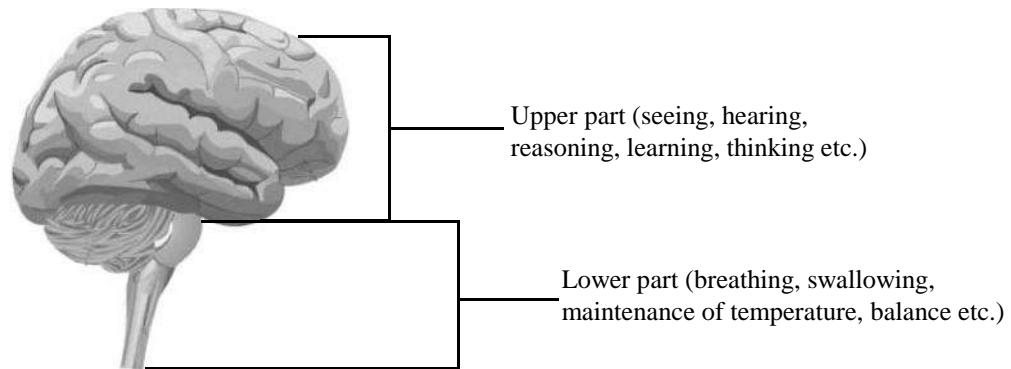 Upper part (seeing, hearing,
reasoning, learning, thinking etc.)
Lower part (breathing, swallowing,
maintenance of temperature, balance etc.)